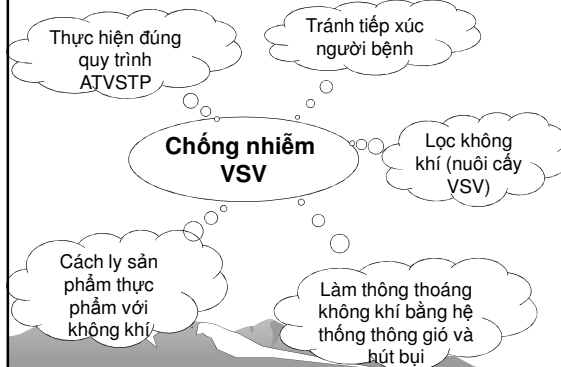 Thực hiện đúng
quy trình
ATVSTP
Tránh tiếp xúc
người bệnh
Chống nhiễm
VSV
Lọc không
khí (nuôi cấy
VSV)
Cách ly sản
phẩm thực
phẩm với
không khí
Làm thông thoáng
không khí bằng hệ
thống thông gió và
hút bụi